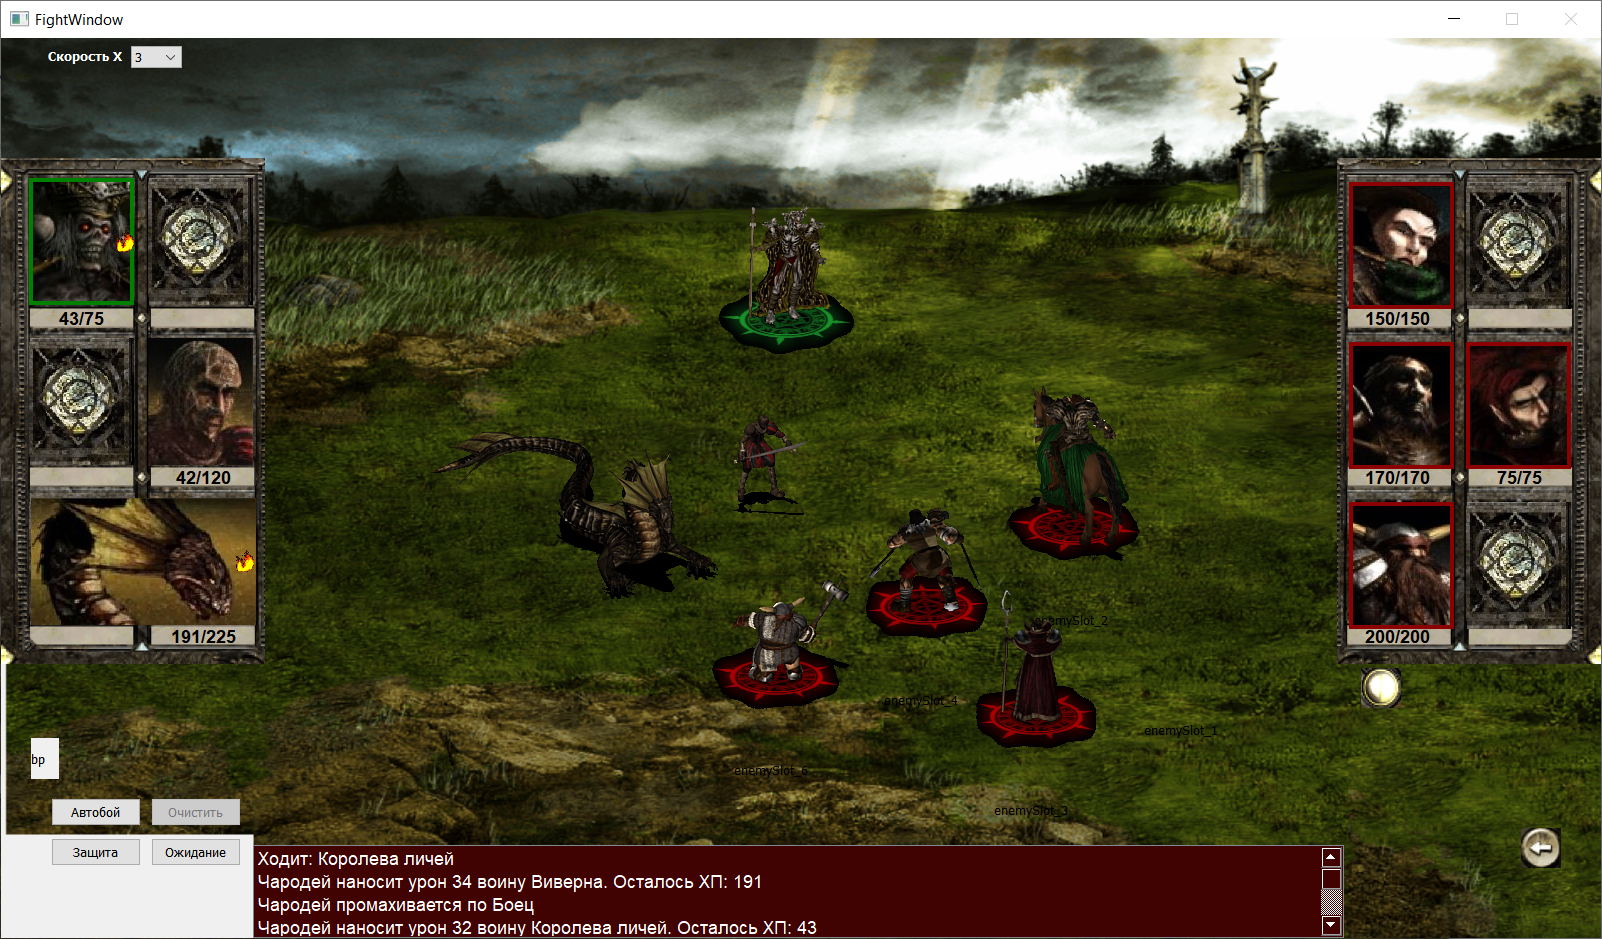 FightWindow
Скорость X 3
43/75
42/120
191/225
150/150
170/170 75/75
200/200
enemySlot_2
enemySlot_4
enemySlot_1
enemySlot_6
enemySlot_3
bp
Автобой Очистить
Защита Ожидание
Ходит: Королева личей
Чародей наносит урон 34 воину Виверна. Осталось ХП: 191
Чародей промахивается по Боец
Чародей наносит урон 32 воину Королева личей. Осталось ХП: 43